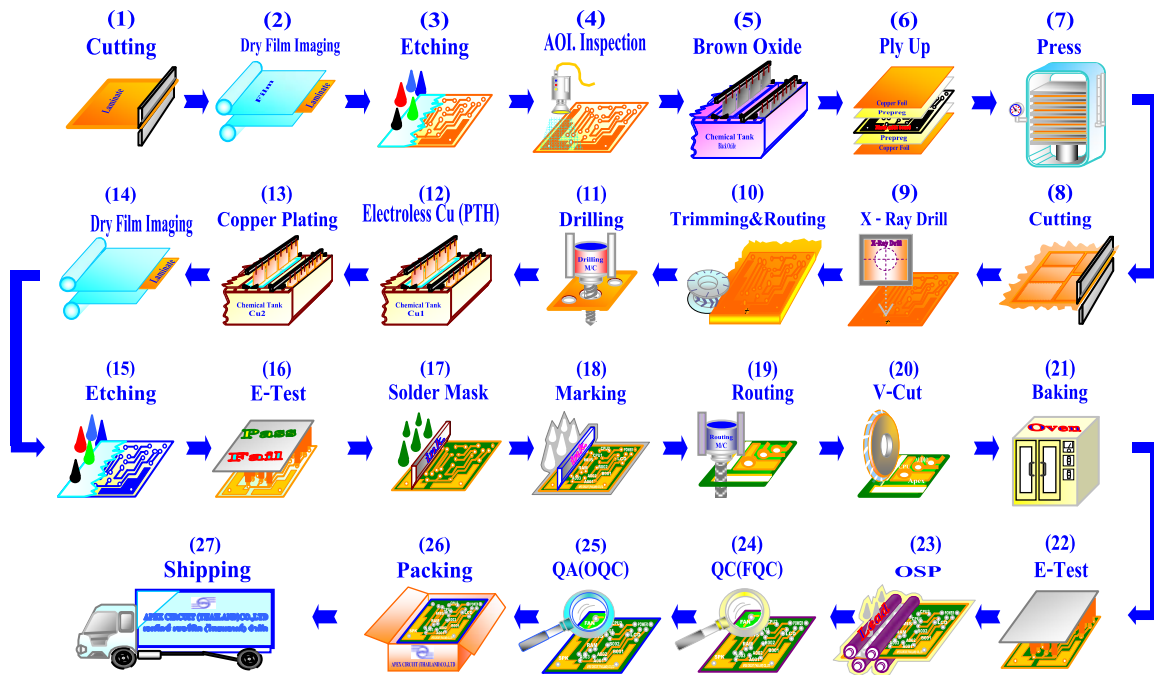 (1)
Cutting
Laminate
(2)
Dry Film Imaging
Film
Laminate
(3)
Etching
(4)
AOI. Inspection
(5)
Brown Oxide
Chemical Tank
Black Oxide
(6)
Ply Up
Copper Foil
Prepreg
Prepreg
Copper Foil
(7)
Press
(14)
Dry Film Imaging
Laminate
(13)
Copper Plating
Chemical Tank
Cu2
(12)
Electroless Cu (PTH)
Chemical Tank
Cu1
(11)
Drilling
Drilling
M/C
(10)
Trimming&Routing
(9)
X - Ray Drill
X-Ray Drill
(8)
Cutting
(15)
Etching
(16)
E-Test
Pass
Fail
(17)
Solder Mask
(18)
Marking
(19)
Routing
Routing
M/C
(20)
V-Cut
Apex
(21)
Baking
Oven
(27)
Shipping
APEX CIRCUIT (THAILAND)CO.,LTD
(26)
Packing
APEX CIRCUIT (THAILAND)CO.,LTD
(25)
QA(OQC)
(24)
QC(FQC)
(23)
OSP
(22)
E-Test